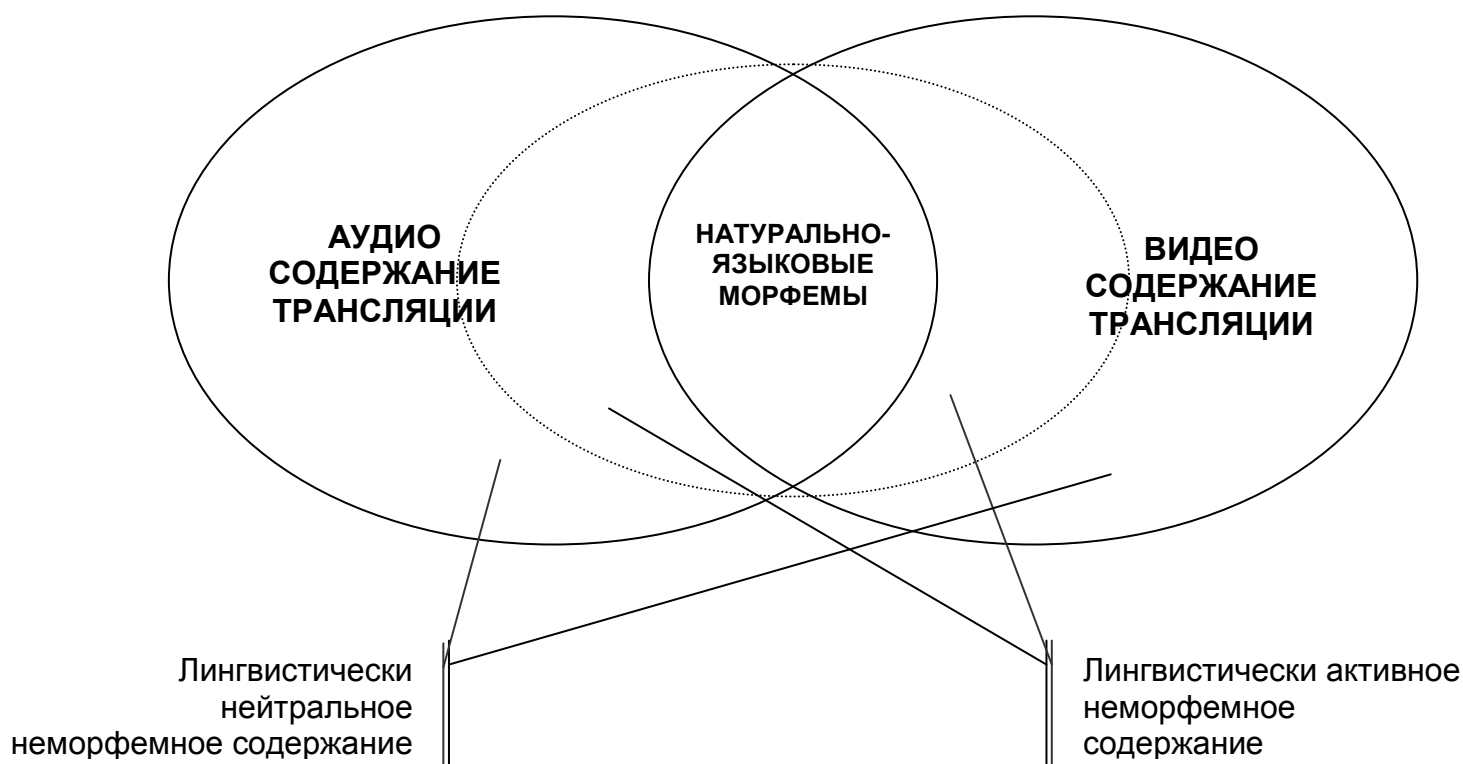 АУДИО
СОДЕРЖАНИЕ
ТРАНСЛЯЦИИ
НАТУРАЛЬНО-
ЯЗЫКОВЫЕ
МОРФЕМЫ
ВИДЕО
СОДЕРЖАНИЕ
ТРАНСЛЯЦИИ
Лингвистически
нейтральное
неморфемное содержание
Лингвистически активное
неморфемное
содержание